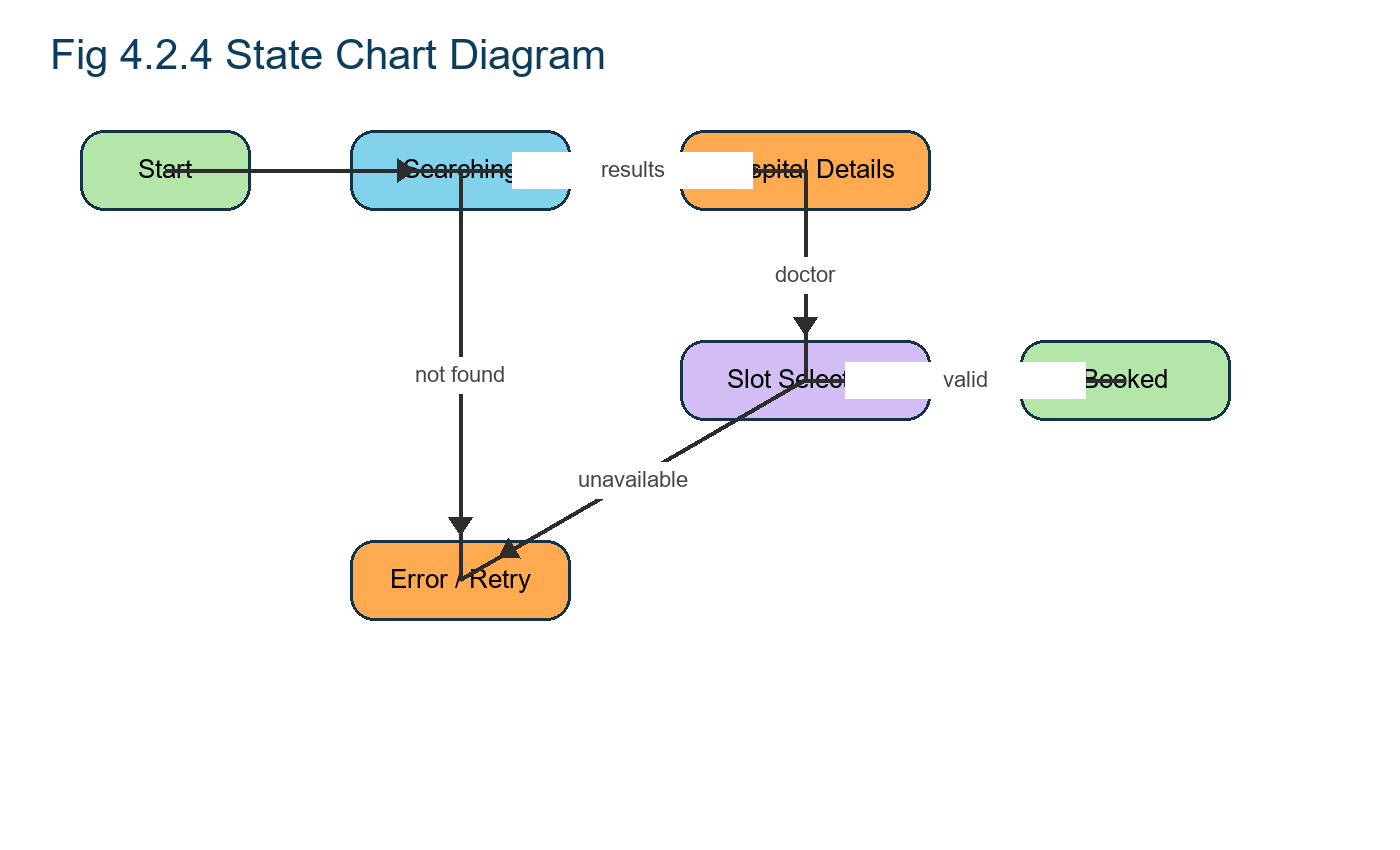 Fig 4.2.4 State Chart Diagram
Start
Searching
results
spital Details
doctor
not found
Slot Select
valid
Booked
unavailable
Error / Retry